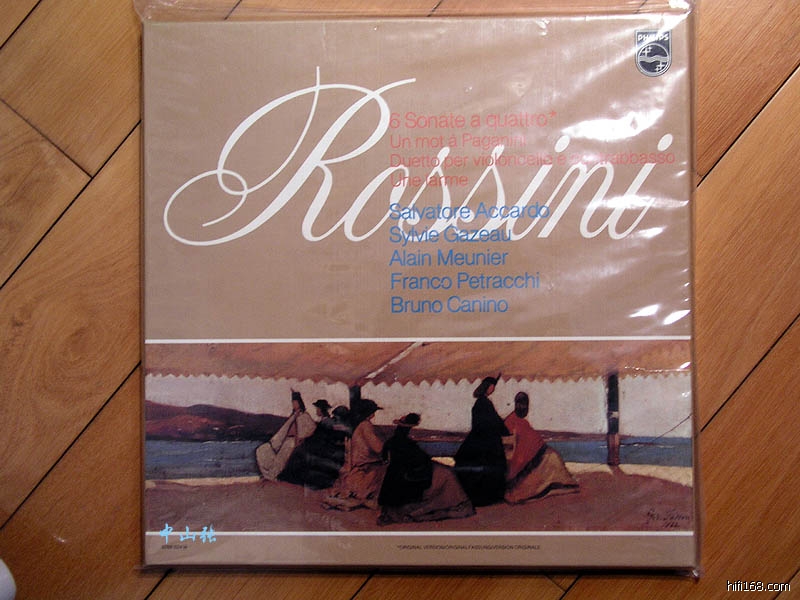 PHILIPS
Rossini
6 Sonate a quattro*
Un mot à Paganini
Duetto per violoncello e contrabbasso
Une larme
Salvatore Accardo
Sylvie Gazeau
Alain Meunier
Franco Petracchi
Bruno Canino
中山张
*ORIGINAL VERSION/ORIGINALFASSUNG/VERSION ORIGINALE
hifi168.com